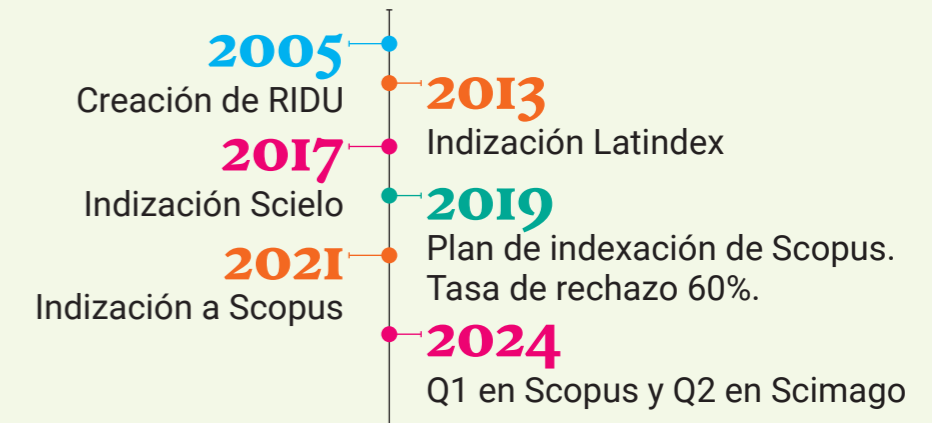 2005
Creación de RIDU
2013
Indización Latindex
2017
Indización Scielo
2019
Plan de indexación de Scopus.
Tasa de rechazo 60%.
2021
Indización a Scopus
2024
Q1 en Scopus y Q2 en Scimago